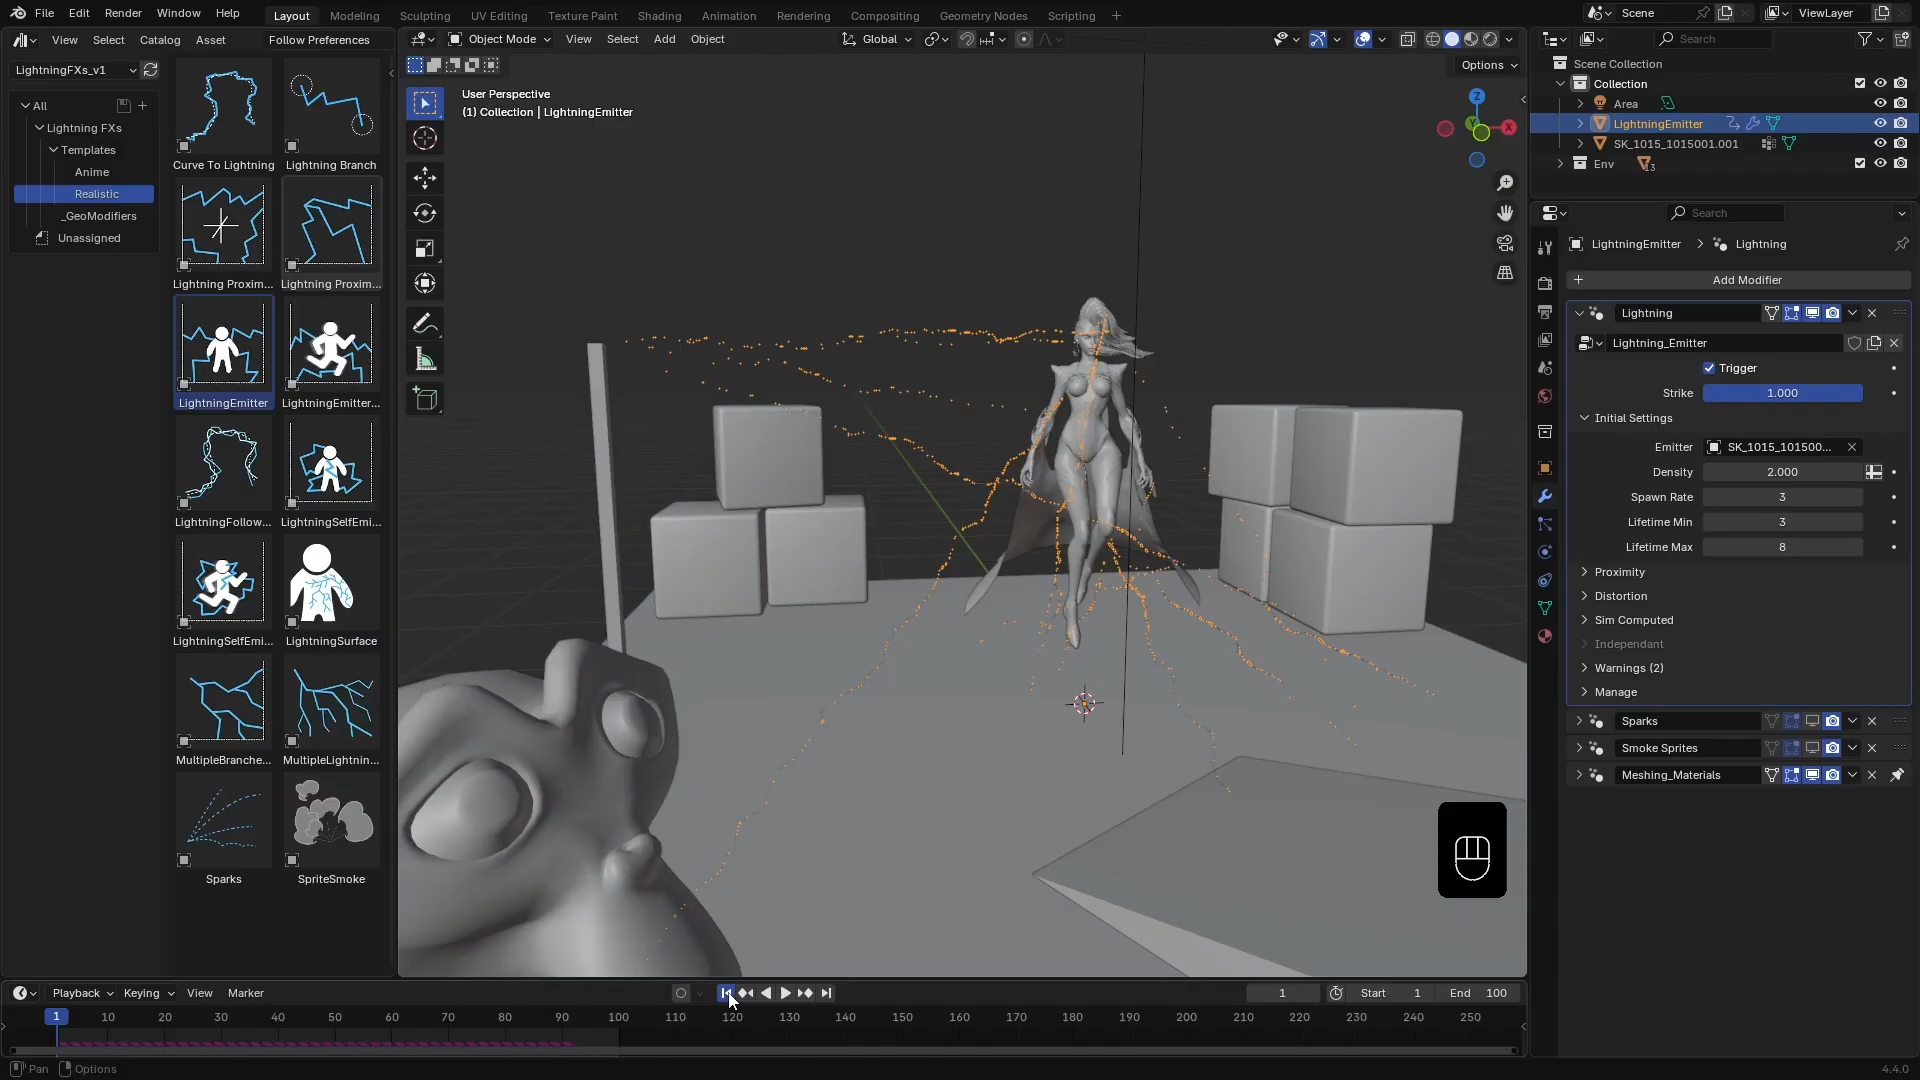 File Edit Render Window Help
Layout Modeling Sculpting UV Editing Texture Paint Shading Animation Rendering Compositing Geometry Nodes Scripting +
Scene ViewLayer
View Select Catalog Asset Follow Preferences
Object Mode View Select Add Object Global
Search
LightningFXs_v1
Options
All
Lightning FXs
Templates
Anime
Realistic
_GeoModifiers
Unassigned
Curve To Lightning Lightning Branch
Lightning Proxim... Lightning Proxim...
LightningEmitter LightningEmitter...
LightningFollow... LightningSelfEmi...
LightningSelfEmi... LightningSurface
MultipleBranche... MultipleLightnin...
Sparks SpriteSmoke
User Perspective
(1) Collection | LightningEmitter
Z
Y
X
Scene Collection
Collection
Area
LightningEmitter
SK_1015_1015001.001
Env 13
Search
LightningEmitter > Lightning
Add Modifier
Lightning
Lightning_Emitter
Trigger
Strike 1.000
Initial Settings
Emitter SK_1015_101500...
Density 2.000
Spawn Rate 3
Lifetime Min 3
Lifetime Max 8
Proximity
Distortion
Sim Computed
Independant
Warnings (2)
Manage
Sparks
Smoke Sprites
Meshing_Materials
Playback Keying View Marker
1 Start 1 End 100
1 10 20 30 40 50 60 70 80 90 100 110 120 130 140 150 160 170 180 190 200 210 220 230 240 250
Pan Options
4.4.0